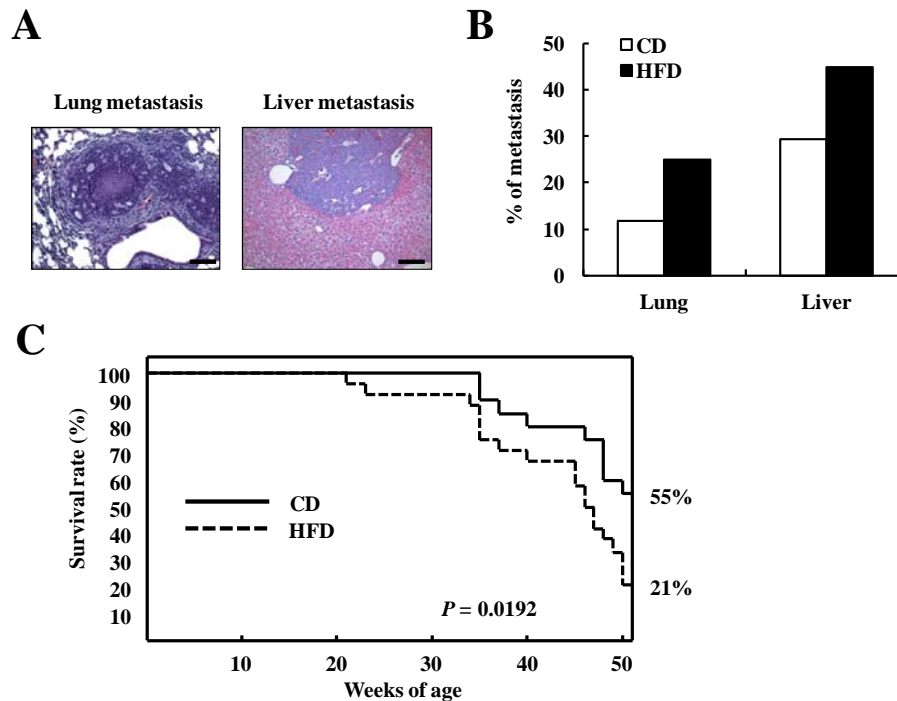 A
Lung metastasis
Liver metastasis
B
% of metastasis
50
40
30
20
10
0
CD
HFD
Lung
Liver
C
Survival rate (%)
100
90
80
70
60
50
40
30
20
10
CD
HFD
P = 0.0192
55%
21%
10
20
30
40
50
Weeks of age